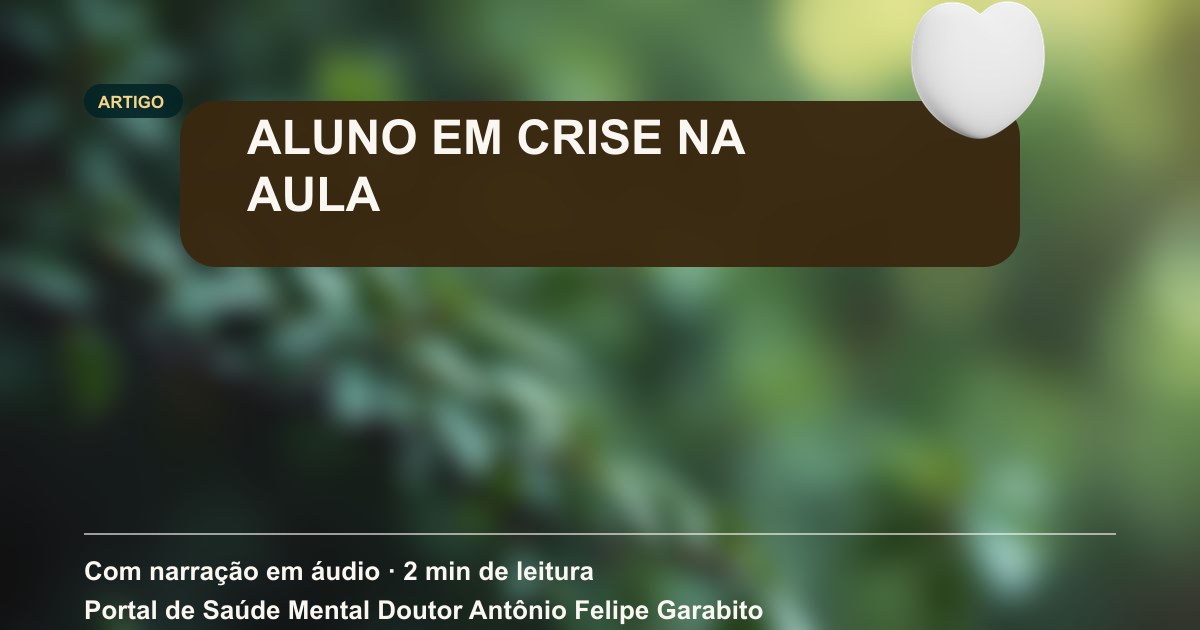 ARTIGO
ALUNO EM CRISE NA
AULA
Com narração em áudio · 2 min de leitura
Portal de Saúde Mental Doutor Antônio Felipe Garabito